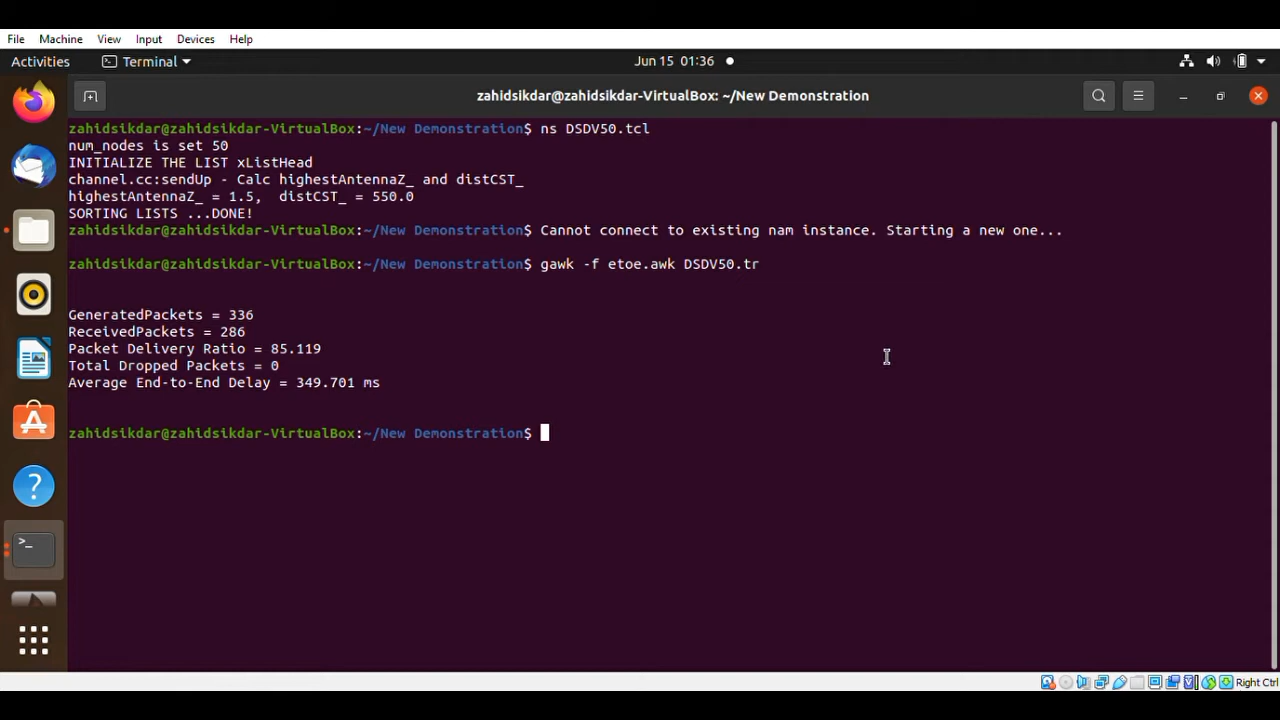 File Machine View Input Devices Help
Activities Terminal Jun 15 01:36
zahidsikdar@zahidsikdar-VirtualBox: ~/New Demonstration
zahidsikdar@zahidsikdar-VirtualBox:~/New Demonstration$ ns DSDV50.tcl
num_nodes is set 50
INITIALIZE THE LIST xListHead
channel.cc:sendUp - Calc highestAntennaZ_ and distCST_
highestAntennaZ_ = 1.5,  distCST_ = 550.0
SORTING LISTS ...DONE!
zahidsikdar@zahidsikdar-VirtualBox:~/New Demonstration$ Cannot connect to existing nam instance. Starting a new one...
zahidsikdar@zahidsikdar-VirtualBox:~/New Demonstration$ gawk -f etoe.awk DSDV50.tr
GeneratedPackets = 336
ReceivedPackets = 286
Packet Delivery Ratio = 85.119
Total Dropped Packets = 0
Average End-to-End Delay = 349.701 ms
zahidsikdar@zahidsikdar-VirtualBox:~/New Demonstration$
Right Ctrl